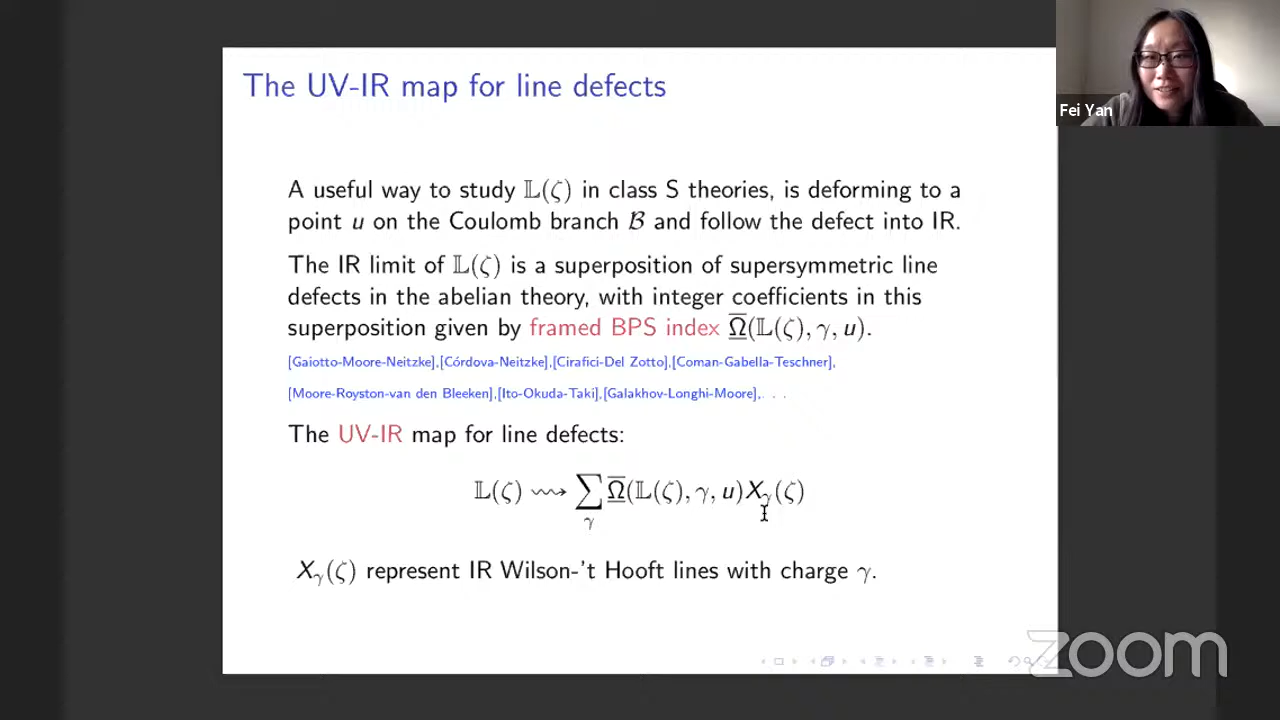 The UV-IR map for line defects
Fei Yan
A useful way to study 𝕃(ζ) in class S theories, is deforming to a
point u on the Coulomb branch ℬ and follow the defect into IR.
The IR limit of 𝕃(ζ) is a superposition of supersymmetric line
defects in the abelian theory, with integer coefficients in this
superposition given by framed BPS index Ω̲̅(𝕃(ζ), γ, u).
[Gaiotto-Moore-Neitzke],[Córdova-Neitzke],[Cirafici-Del Zotto],[Coman-Gabella-Teschner],
[Moore-Royston-van den Bleeken],[Ito-Okuda-Taki],[Galakhov-Longhi-Moore],. . .
The UV-IR map for line defects:
𝕃(ζ) ⇝ ∑_γ Ω̲̅(𝕃(ζ), γ, u)X_γ(ζ)
X_γ(ζ) represent IR Wilson-'t Hooft lines with charge γ.
zoom